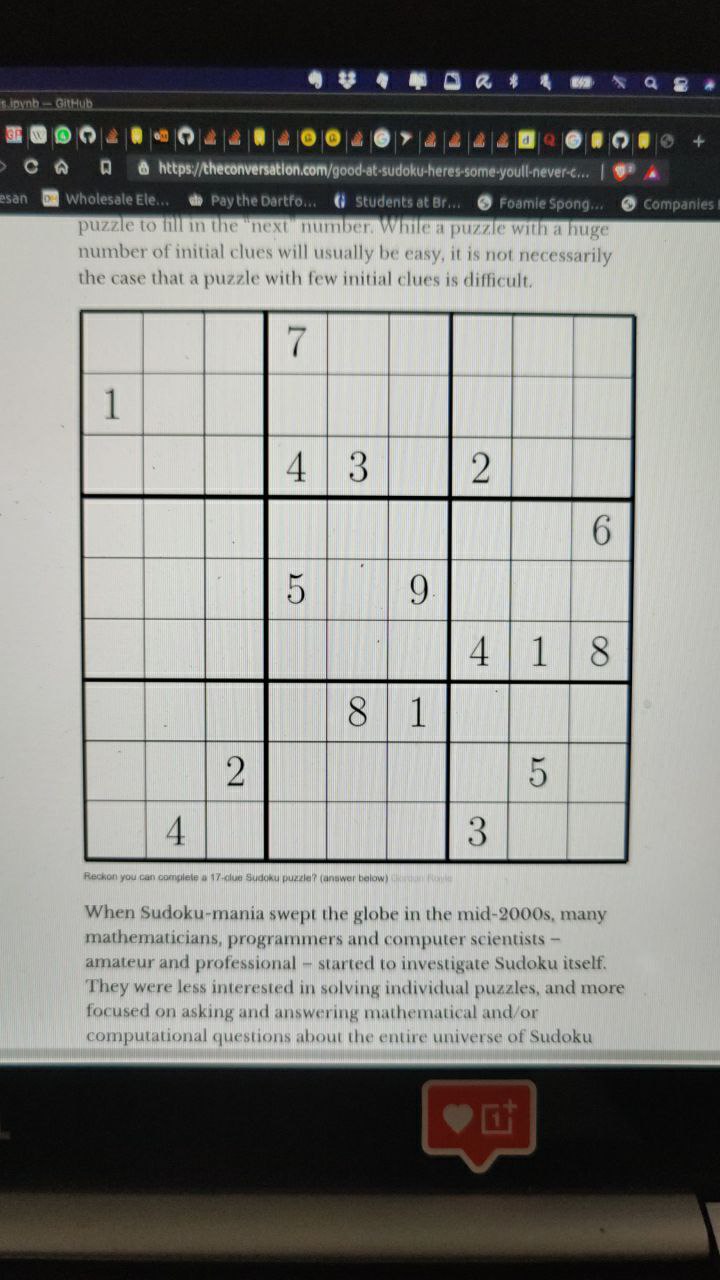 s.ipynb — GitHub
https://theconversation.com/good-at-sudoku-heres-some-youll-never-c...
esan Wholesale Ele... Pay the Dartfo... Students at Br... Foamie Spong... Companies
puzzle to fill in the "next" number. While a puzzle with a huge
number of initial clues will usually be easy, it is not necessarily
the case that a puzzle with few initial clues is difficult.
7
1
4 3 2
6
5 9
4 1 8
8 1
2 5
4 3
Reckon you can complete a 17-clue Sudoku puzzle? (answer below) Gordon Royle
When Sudoku-mania swept the globe in the mid-2000s, many
mathematicians, programmers and computer scientists –
amateur and professional – started to investigate Sudoku itself.
They were less interested in solving individual puzzles, and more
focused on asking and answering mathematical and/or
computational questions about the entire universe of Sudoku